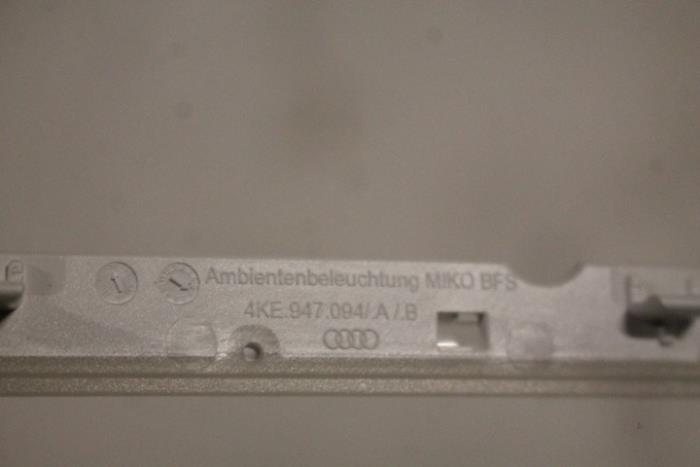 Ambientenbeleuchtung MIKO BFS
4KE.947.094/.A/.B